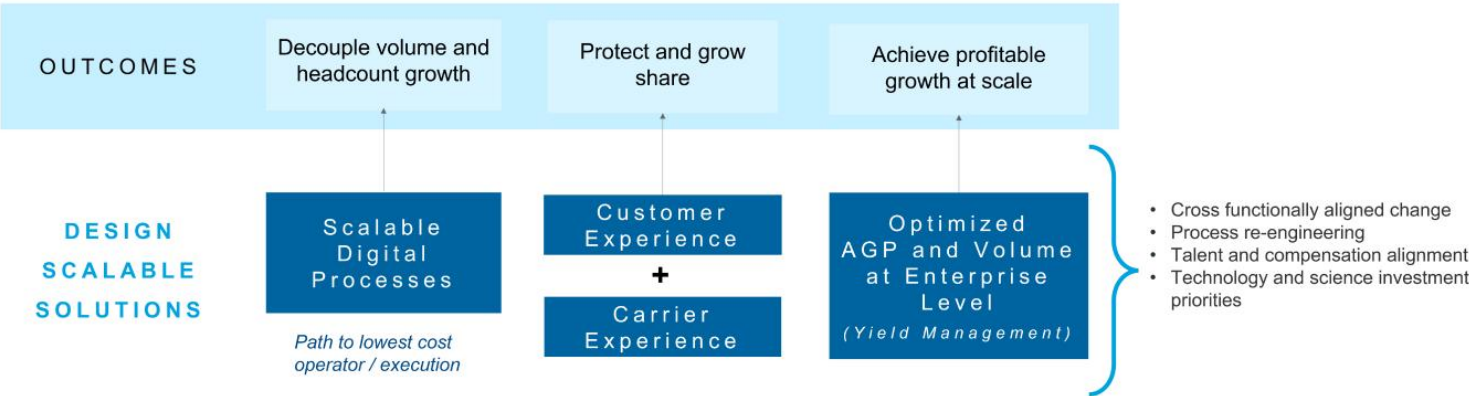 OUTCOMES
Decouple volume and
headcount growth
Protect and grow
share
Achieve profitable
growth at scale
DESIGN
SCALABLE
SOLUTIONS
Scalable
Digital
Processes
Path to lowest cost
operator / execution
Customer
Experience
+
Carrier
Experience
Optimized
AGP and Volume
at Enterprise
Level
(Yield Management)
• Cross functionally aligned change
• Process re-engineering
• Talent and compensation alignment
• Technology and science investment
priorities